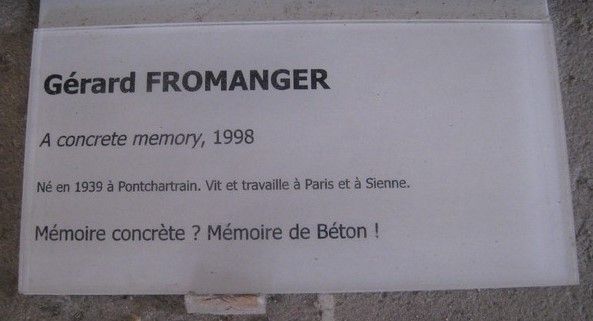 Gérard FROMANGER
A concrete memory, 1998
Né en 1939 à Pontchartrain. Vit et travaille à Paris et à Sienne.
Mémoire concrète ? Mémoire de Béton !